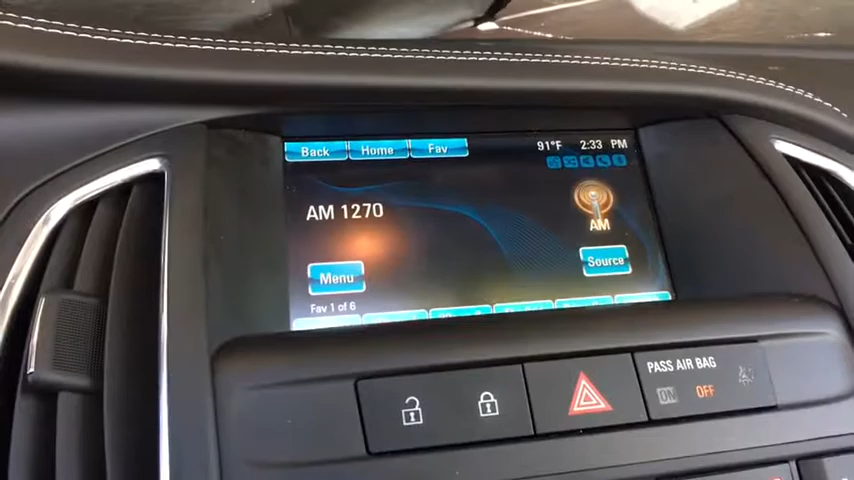 Back Home Fav 91°F 2:33 PM
AM 1270
AM
Menu
Source
Fav 1 of 6
PASS AIR BAG
ON OFF